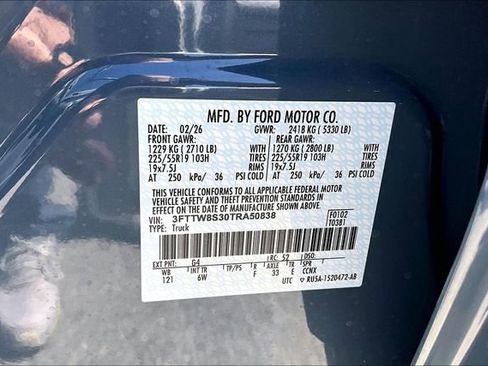 MFD. BY FORD MOTOR CO.
DATE: 02/26 GVWR: 2418 KG ( 5330 LB)
FRONT GAWR: REAR GAWR:
1229 KG ( 2710 LB) 1270 KG ( 2800 LB)
225/55R19 103H TIRES 225/55R19 103H
19x7.5J RIMS 19x7.5J
AT 250 kPa/ 36 PSI COLD AT 250 kPa/ 36 PSI COLD
THIS VEHICLE CONFORMS TO ALL APPLICABLE FEDERAL MOTOR
VEHICLE SAFETY AND THEFT PREVENTION STANDARDS IN
EFFECT ON THE DATE OF MANUFACTURE SHOWN ABOVE.
VIN: 3FTTW8S30TRA50838 F0102
TYPE: Truck T0381
EXT PNT: G4 RC: 52 DSO:
WB INT TR TP/PS R AXLE TR SPR
121 6W F 33 E CCNX
UTC RU5A-1520472-AB